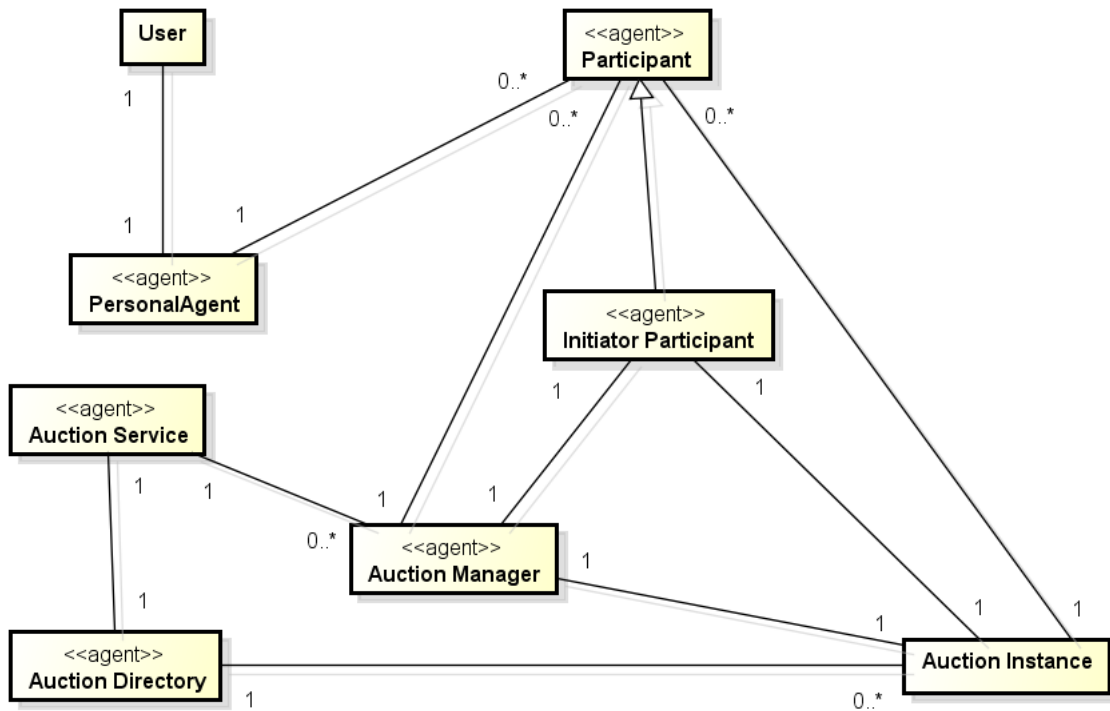 User
<<agent>>
Participant
0..*
1
0..*
0..*
1
1
<<agent>>
PersonalAgent
<<agent>>
Initiator Participant
1
1
<<agent>>
Auction Service
1
1
1
1
0..*
<<agent>>
Auction Manager
1
1
1
1
1
<<agent>>
Auction Directory
Auction Instance
1
0..*